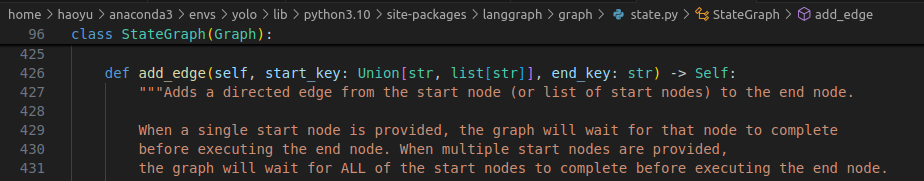 home > haoyu > anaconda3 > envs > yolo > lib > python3.10 > site-packages > langgraph > graph > state.py > StateGraph > add_edge
96 class StateGraph(Graph):
425
426 def add_edge(self, start_key: Union[str, list[str]], end_key: str) -> Self:
427 """Adds a directed edge from the start node (or list of start nodes) to the end node.
428
429 When a single start node is provided, the graph will wait for that node to complete
430 before executing the end node. When multiple start nodes are provided,
431 the graph will wait for ALL of the start nodes to complete before executing the end node.